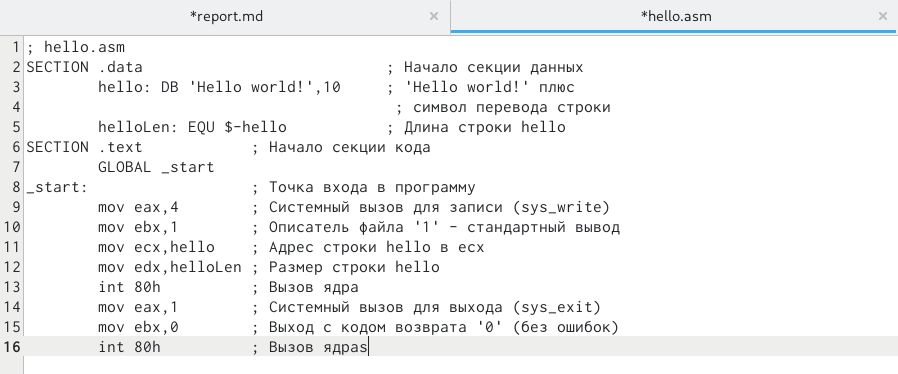 *report.md × *hello.asm ×
1 ; hello.asm
2 SECTION .data ; Начало секции данных
3 hello: DB 'Hello world!',10 ; 'Hello world!' плюс
4 ; символ перевода строки
5 helloLen: EQU $-hello ; Длина строки hello
6 SECTION .text ; Начало секции кода
7 GLOBAL _start
8 _start: ; Точка входа в программу
9 mov eax,4 ; Системный вызов для записи (sys_write)
10 mov ebx,1 ; Описатель файла '1' - стандартный вывод
11 mov ecx,hello ; Адрес строки hello в ecx
12 mov edx,helloLen ; Размер строки hello
13 int 80h ; Вызов ядра
14 mov eax,1 ; Системный вызов для выхода (sys_exit)
15 mov ebx,0 ; Выход с кодом возврата '0' (без ошибок)
16 int 80h ; Вызов ядраs